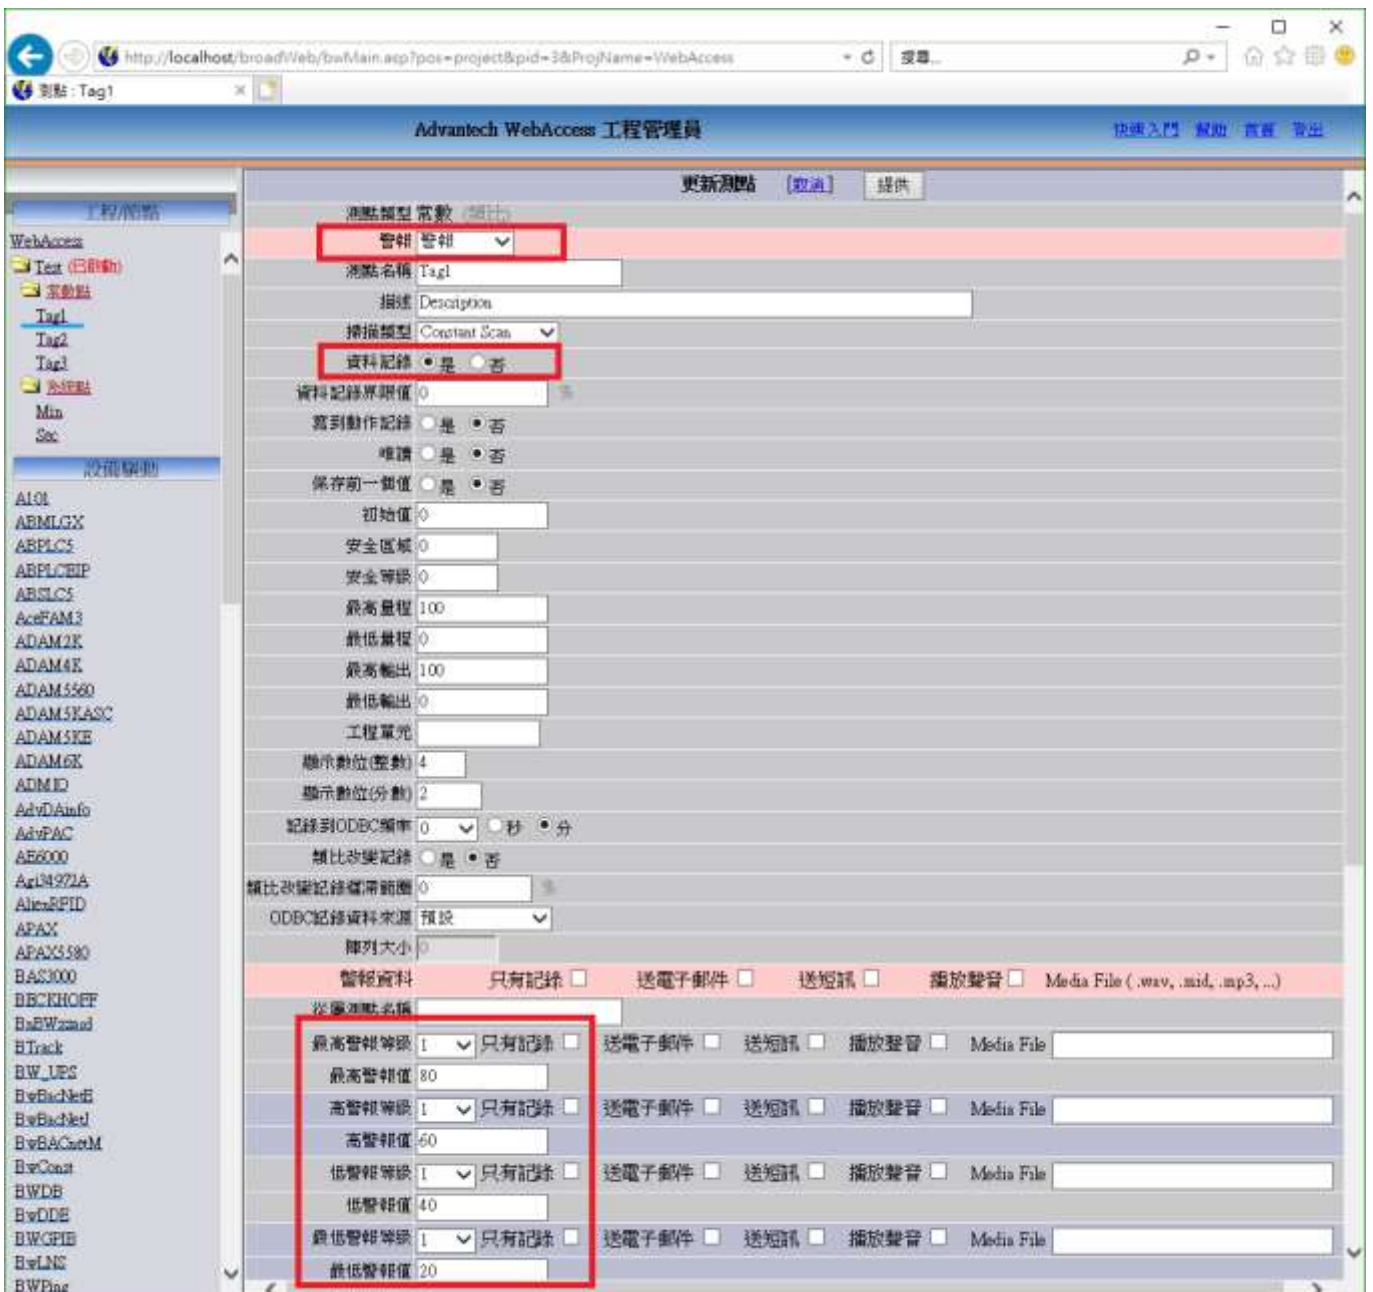 http://localhost/broadWeb/bwMain.asp?pos=project&pid=3&ProjName=WebAccess
搜尋...
測點 : Tag1
Advantech WebAccess 工程管理員
快速入門 幫助 首頁 登出
更新測點 [取消] 提供
工程/節點
WebAccess
Test (已啟動)
常數點
Tag1
Tag2
Tag3
系統點
Min
Sec
設備驅動
A101
ABMLGX
ABPLC5
ABPLCEIP
ABSLC5
AceFAM3
ADAM2K
ADAM4K
ADAM5560
ADAM5KASC
ADAM5KE
ADAM6K
ADMIO
AdvDAinfo
AdvPAC
AE6000
Agi34972A
AlienRFID
APAX
APAX5580
BAS3000
BECKHOFF
BTrack
BW_UPS
BwBacNetE
BwBacNetJ
BwBACnetM
BwConst
BWDB
BwDDE
BWGPIB
BwLNS
BWPing
測點類型 常數 (類比)
警報 警報
測點名稱 Tag1
描述 Description
掃描類型 Constant Scan
資料記錄 是 否
資料記錄界限值 0 %
寫到動作記錄 是 否
唯讀 是 否
保存前一個值 是 否
初始值 0
安全區域 0
安全等級 0
最高量程 100
最低量程 0
最高輸出 100
最低輸出 0
工程單元
顯示數位(整數) 4
顯示數位(分數) 2
記錄到ODBC頻率 0 秒 分
類比改變記錄 是 否
類比改變記錄遲滯範圍 0 %
ODBC記錄資料來源 預設
陣列大小 0
警報資料 只有記錄 送電子郵件 送短訊 播放聲音 Media File ( .wav, .mid, .mp3, ...)
從屬測點名稱
最高警報等級 1 只有記錄 送電子郵件 送短訊 播放聲音 Media File
最高警報值 80
高警報等級 1 只有記錄 送電子郵件 送短訊 播放聲音 Media File
高警報值 60
低警報等級 1 只有記錄 送電子郵件 送短訊 播放聲音 Media File
低警報值 40
最低警報等級 1 只有記錄 送電子郵件 送短訊 播放聲音 Media File
最低警報值 20